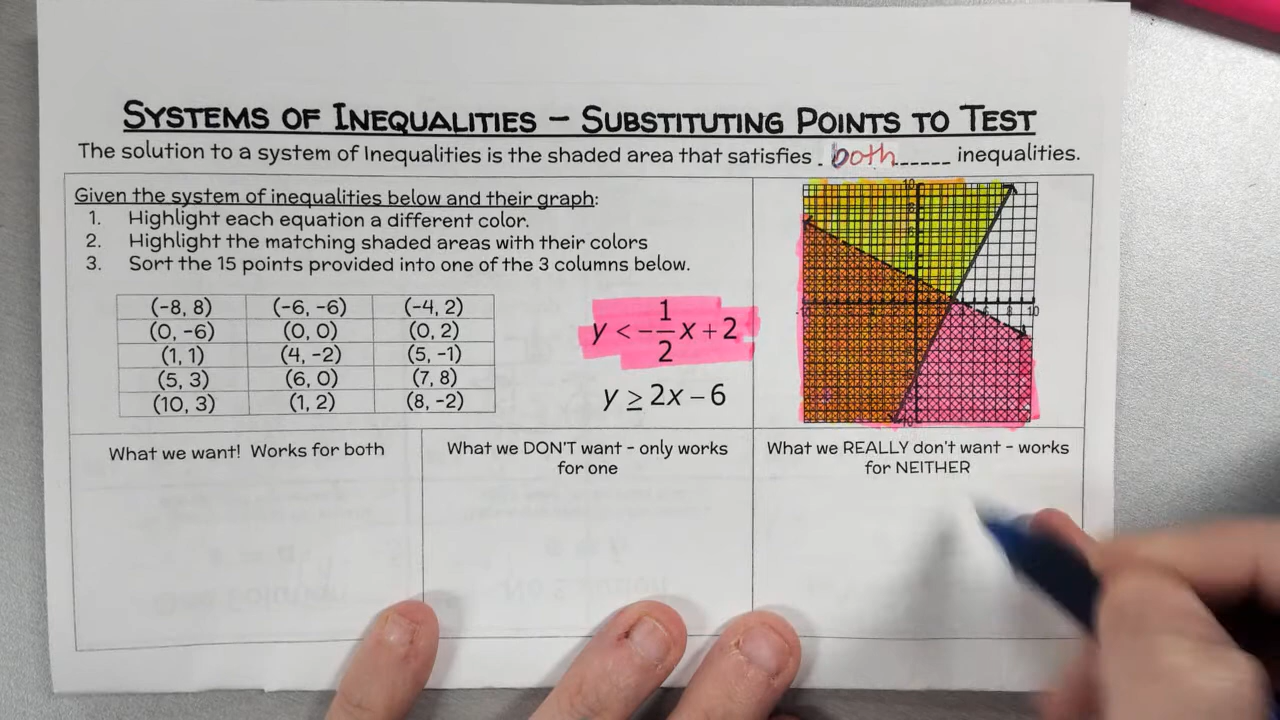 SYSTEMS OF INEQUALITIES – SUBSTITUTING POINTS TO TEST
The solution to a system of Inequalities is the shaded area that satisfies both inequalities.
Given the system of inequalities below and their graph:
1. Highlight each equation a different color.
2. Highlight the matching shaded areas with their colors
3. Sort the 15 points provided into one of the 3 columns below.
(-8, 8) (-6, -6) (-4, 2)
(0, -6) (0, 0) (0, 2)
(1, 1) (4, -2) (5, -1)
(5, 3) (6, 0) (7, 8)
(10, 3) (1, 2) (8, -2)
y < -1/2x + 2
y ≥ 2x – 6
10
10
What we want! Works for both
What we DON'T want – only works
for one
What we REALLY don't want – works
for NEITHER